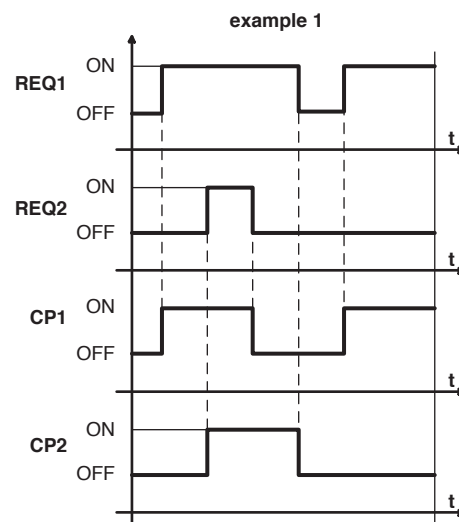 example 1
ON
REQ1
OFF
t
ON
REQ2
OFF
t
ON
CP1
OFF
t
ON
CP2
OFF
t